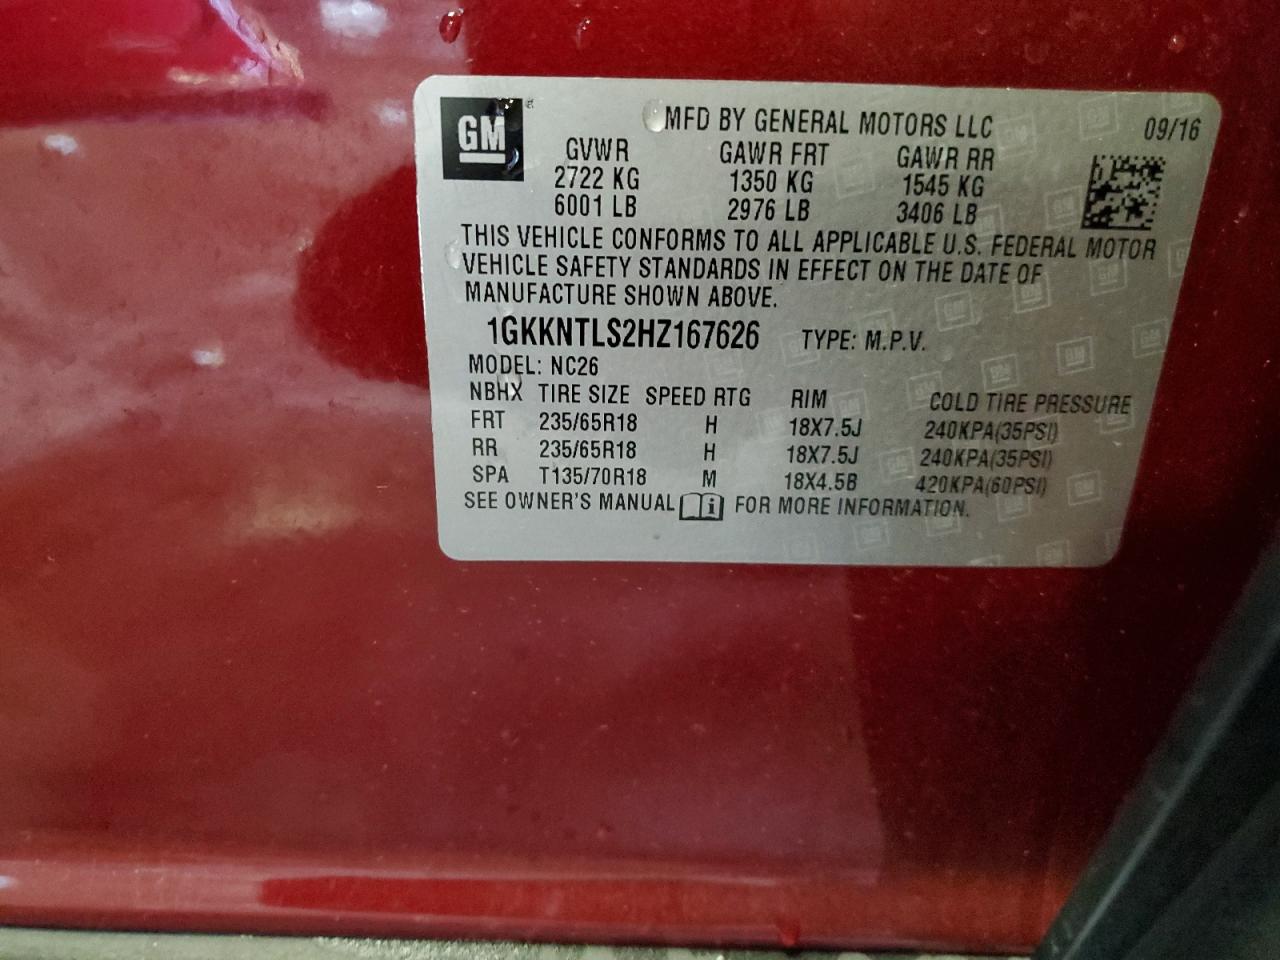 GM
MFD BY GENERAL MOTORS LLC 09/16
GVWR GAWR FRT GAWR RR
2722 KG 1350 KG 1545 KG
6001 LB 2976 LB 3406 LB
THIS VEHICLE CONFORMS TO ALL APPLICABLE U.S. FEDERAL MOTOR
VEHICLE SAFETY STANDARDS IN EFFECT ON THE DATE OF
MANUFACTURE SHOWN ABOVE.
1GKKNTLS2HZ167626 TYPE: M.P.V.
MODEL: NC26
NBHX TIRE SIZE SPEED RTG RIM COLD TIRE PRESSURE
FRT 235/65R18 H 18X7.5J 240KPA(35PSI)
RR 235/65R18 H 18X7.5J 240KPA(35PSI)
SPA T135/70R18 M 18X4.5B 420KPA(60PSI)
SEE OWNER'S MANUAL FOR MORE INFORMATION.